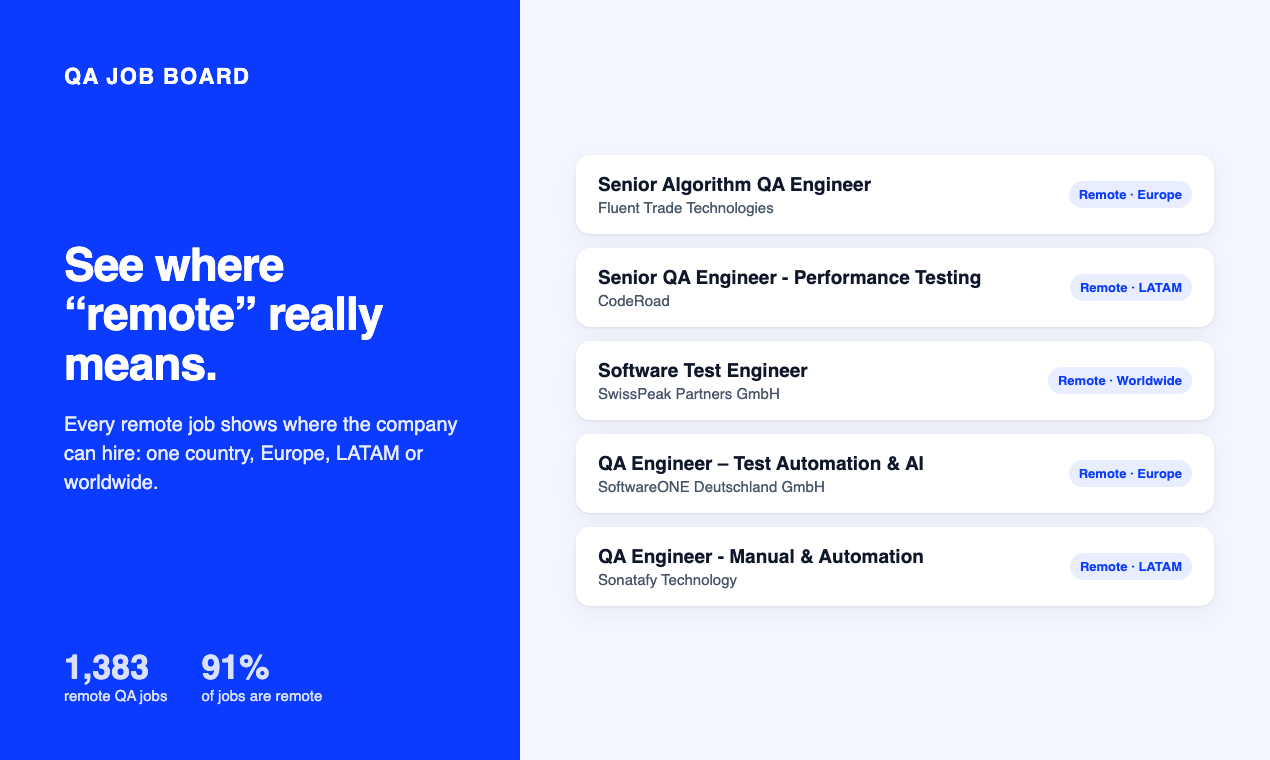 QA JOB BOARD
See where
“remote” really
means.
Every remote job shows where the company
can hire: one country, Europe, LATAM or
worldwide.
1,383
remote QA jobs
91%
of jobs are remote
Senior Algorithm QA Engineer
Fluent Trade Technologies
Remote · Europe
Senior QA Engineer - Performance Testing
CodeRoad
Remote · LATAM
Software Test Engineer
SwissPeak Partners GmbH
Remote · Worldwide
QA Engineer – Test Automation & AI
SoftwareONE Deutschland GmbH
Remote · Europe
QA Engineer - Manual & Automation
Sonatafy Technology
Remote · LATAM